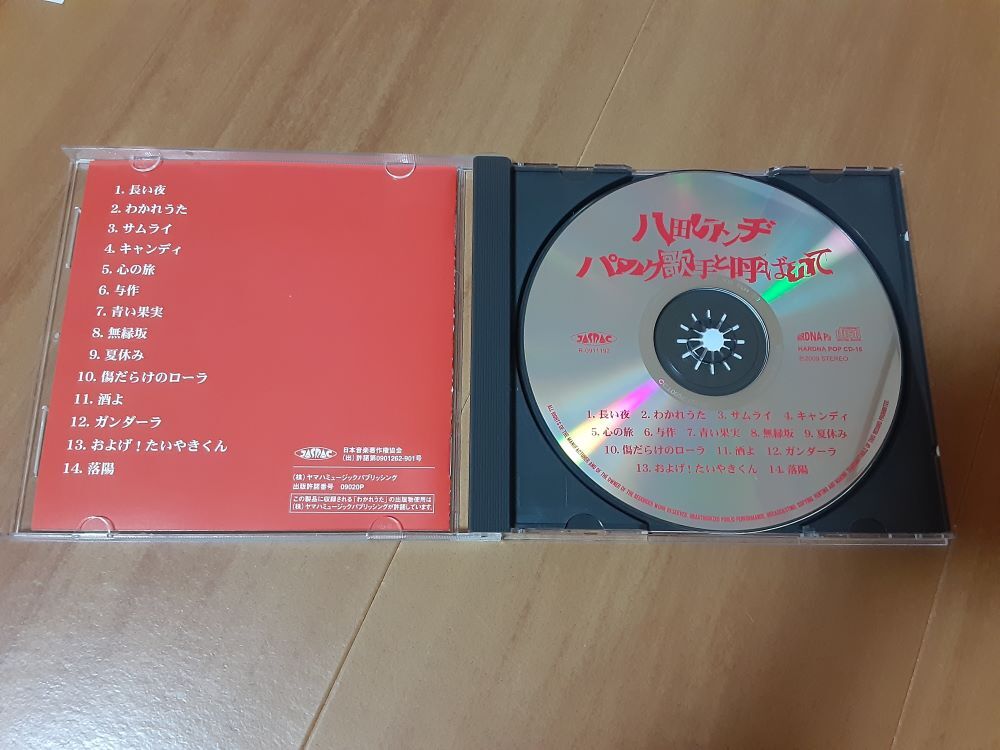 1. 長い夜
2. わかれうた
3. サムライ
4. キャンディ
5. 心の旅
6. 与作
7. 青い果実
8. 無縁坂
9. 夏休み
10. 傷だらけのローラ
11. 酒よ
12. ガンダーラ
13. およげ！たいやきくん
14. 落陽
JASRAC
日本音楽著作権協会
(出) 許諾第0901262-901号
(株) ヤマハミュージックパブリッシング
出版許諾番号 09020P
この製品に収録される「わかれうた」の出版物使用は
(株) ヤマハミュージックパブリッシングが許諾しています。
八田ケンヂ
パンク歌手と呼ばれて
JASRAC
R-0911192
HARDNA POP CD-16
℗2009 STEREO
1. 長い夜 2. わかれうた 3. サムライ 4. キャンディ
5. 心の旅 6. 与作 7. 青い果実 8. 無縁坂 9. 夏休み
10. 傷だらけのローラ 11. 酒よ 12. ガンダーラ
13. およげ！たいやきくん 14. 落陽